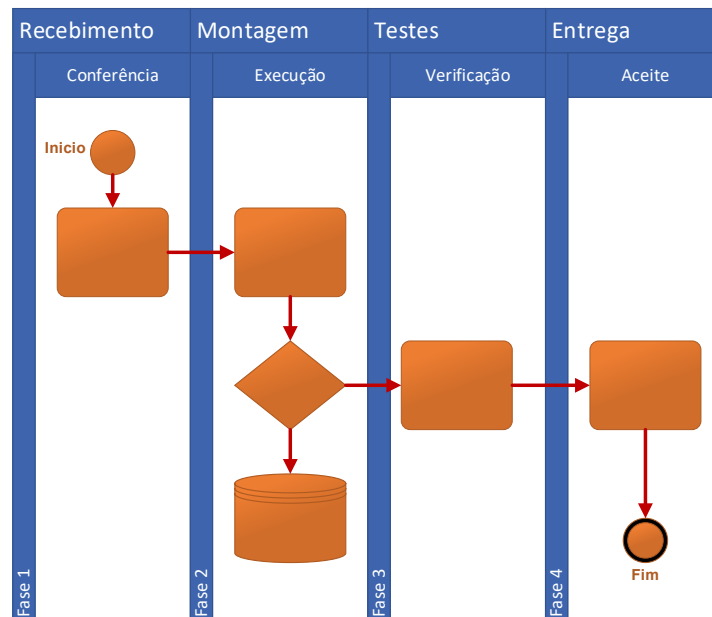 Recebimento
Montagem
Testes
Entrega
Conferência
Execução
Verificação
Aceite
Inicio
Fim
Fase 1
Fase 2
Fase 3
Fase 4